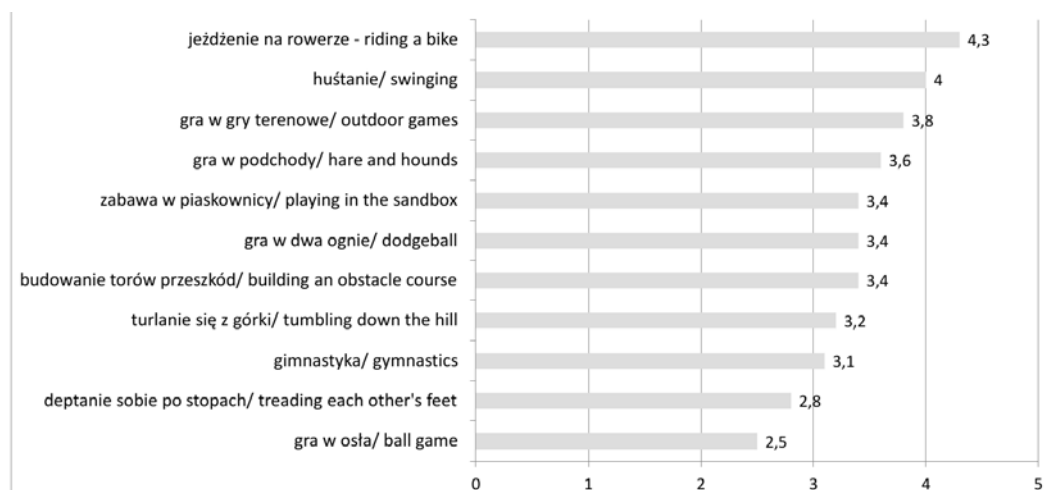 jeżdżenie na rowerze - riding a bike 4,3
huśtanie/ swinging 4
gra w gry terenowe/ outdoor games 3,8
gra w podchody/ hare and hounds 3,6
zabawa w piaskownicy/ playing in the sandbox 3,4
gra w dwa ognie/ dodgeball 3,4
budowanie torów przeszkód/ building an obstacle course 3,4
turlanie się z górki/ tumbling down the hill 3,2
gimnastyka/ gymnastics 3,1
deptanie sobie po stopach/ treading each other's feet 2,8
gra w osła/ ball game 2,5
0 1 2 3 4 5